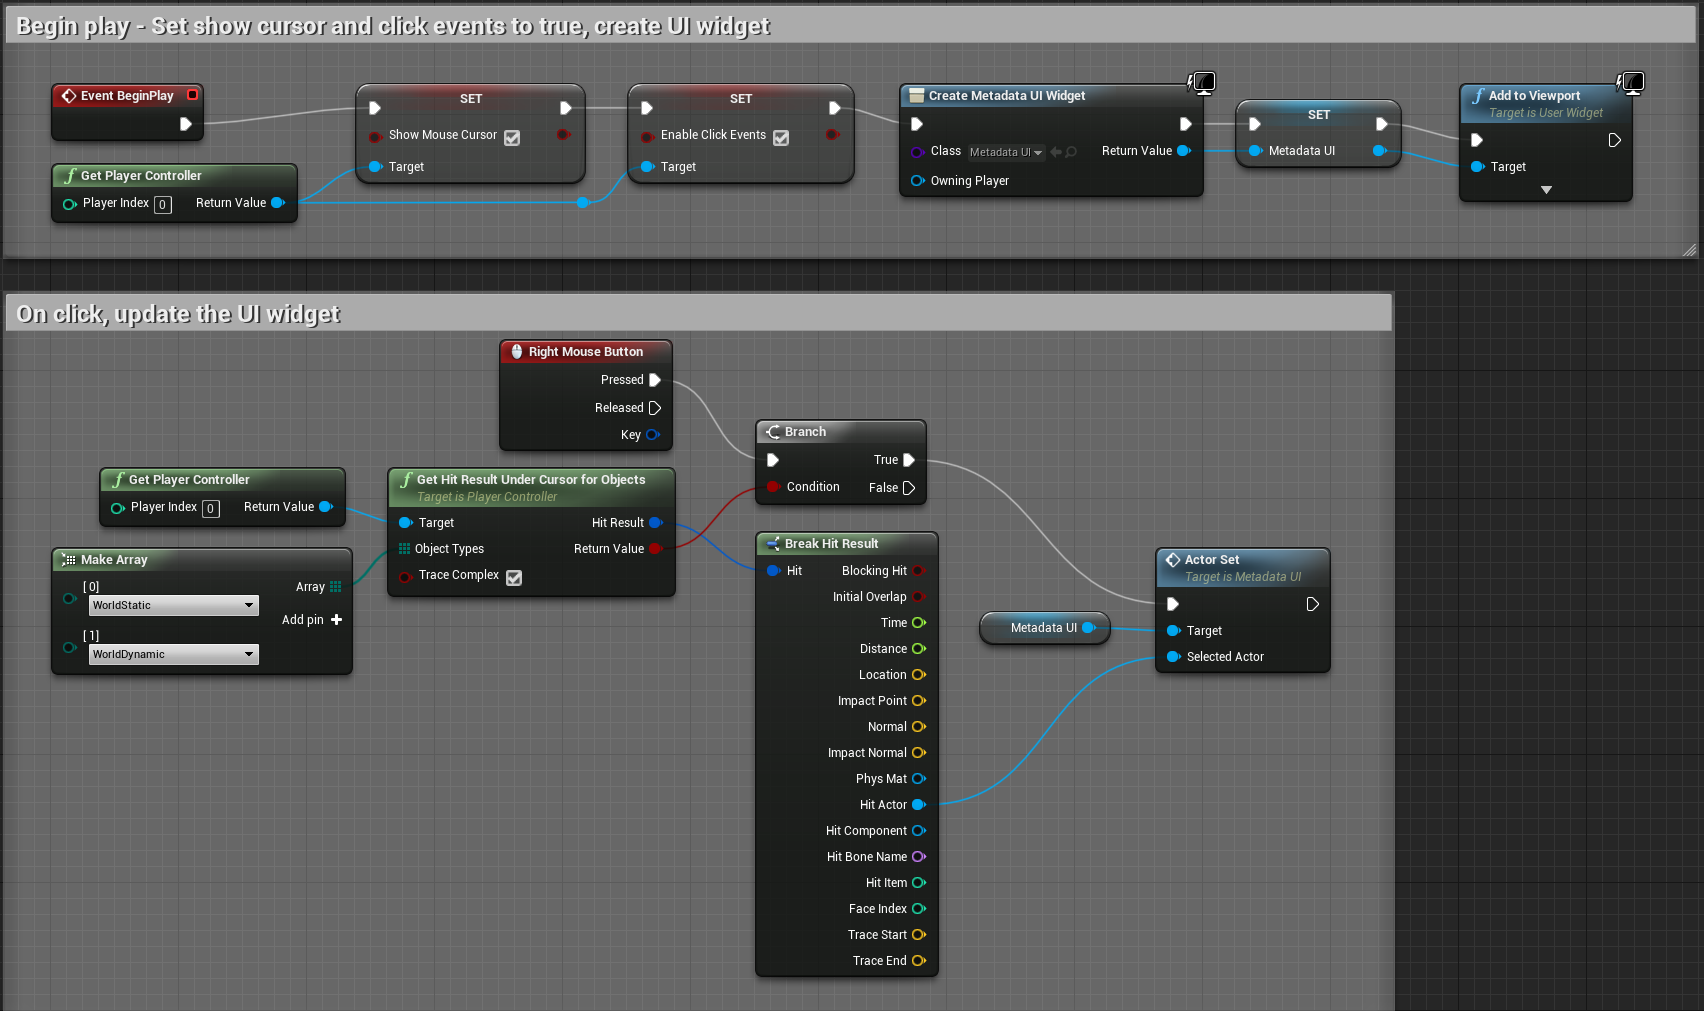 Begin play - Set show cursor and click events to true, create UI widget
Event BeginPlay
SET
Show Mouse Cursor
Target
SET
Enable Click Events
Target
Create Metadata UI Widget
Class Metadata UI Return Value
Owning Player
SET
Metadata UI
Add to Viewport
Target is User Widget
Target
f Get Player Controller
Player Index 0 Return Value
On click, update the UI widget
Right Mouse Button
Pressed
Released
Key
Branch
True
Condition False
f Get Player Controller
Player Index 0 Return Value
f Get Hit Result Under Cursor for Objects
Target is Player Controller
Target Hit Result
Object Types Return Value
Trace Complex
Make Array
[ 0] Array
WorldStatic
Add pin +
[ 1]
WorldDynamic
Break Hit Result
Hit Blocking Hit
Initial Overlap
Time
Distance
Location
Impact Point
Normal
Impact Normal
Phys Mat
Hit Actor
Hit Component
Hit Bone Name
Hit Item
Face Index
Trace Start
Trace End
Metadata UI
Actor Set
Target is Metadata UI
Target
Selected Actor